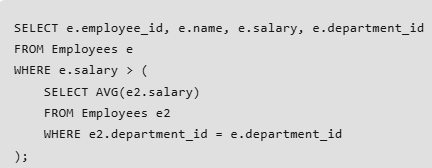 SELECT e.employee_id, e.name, e.salary, e.department_id
FROM Employees e
WHERE e.salary > (
    SELECT AVG(e2.salary)
    FROM Employees e2
    WHERE e2.department_id = e.department_id
);